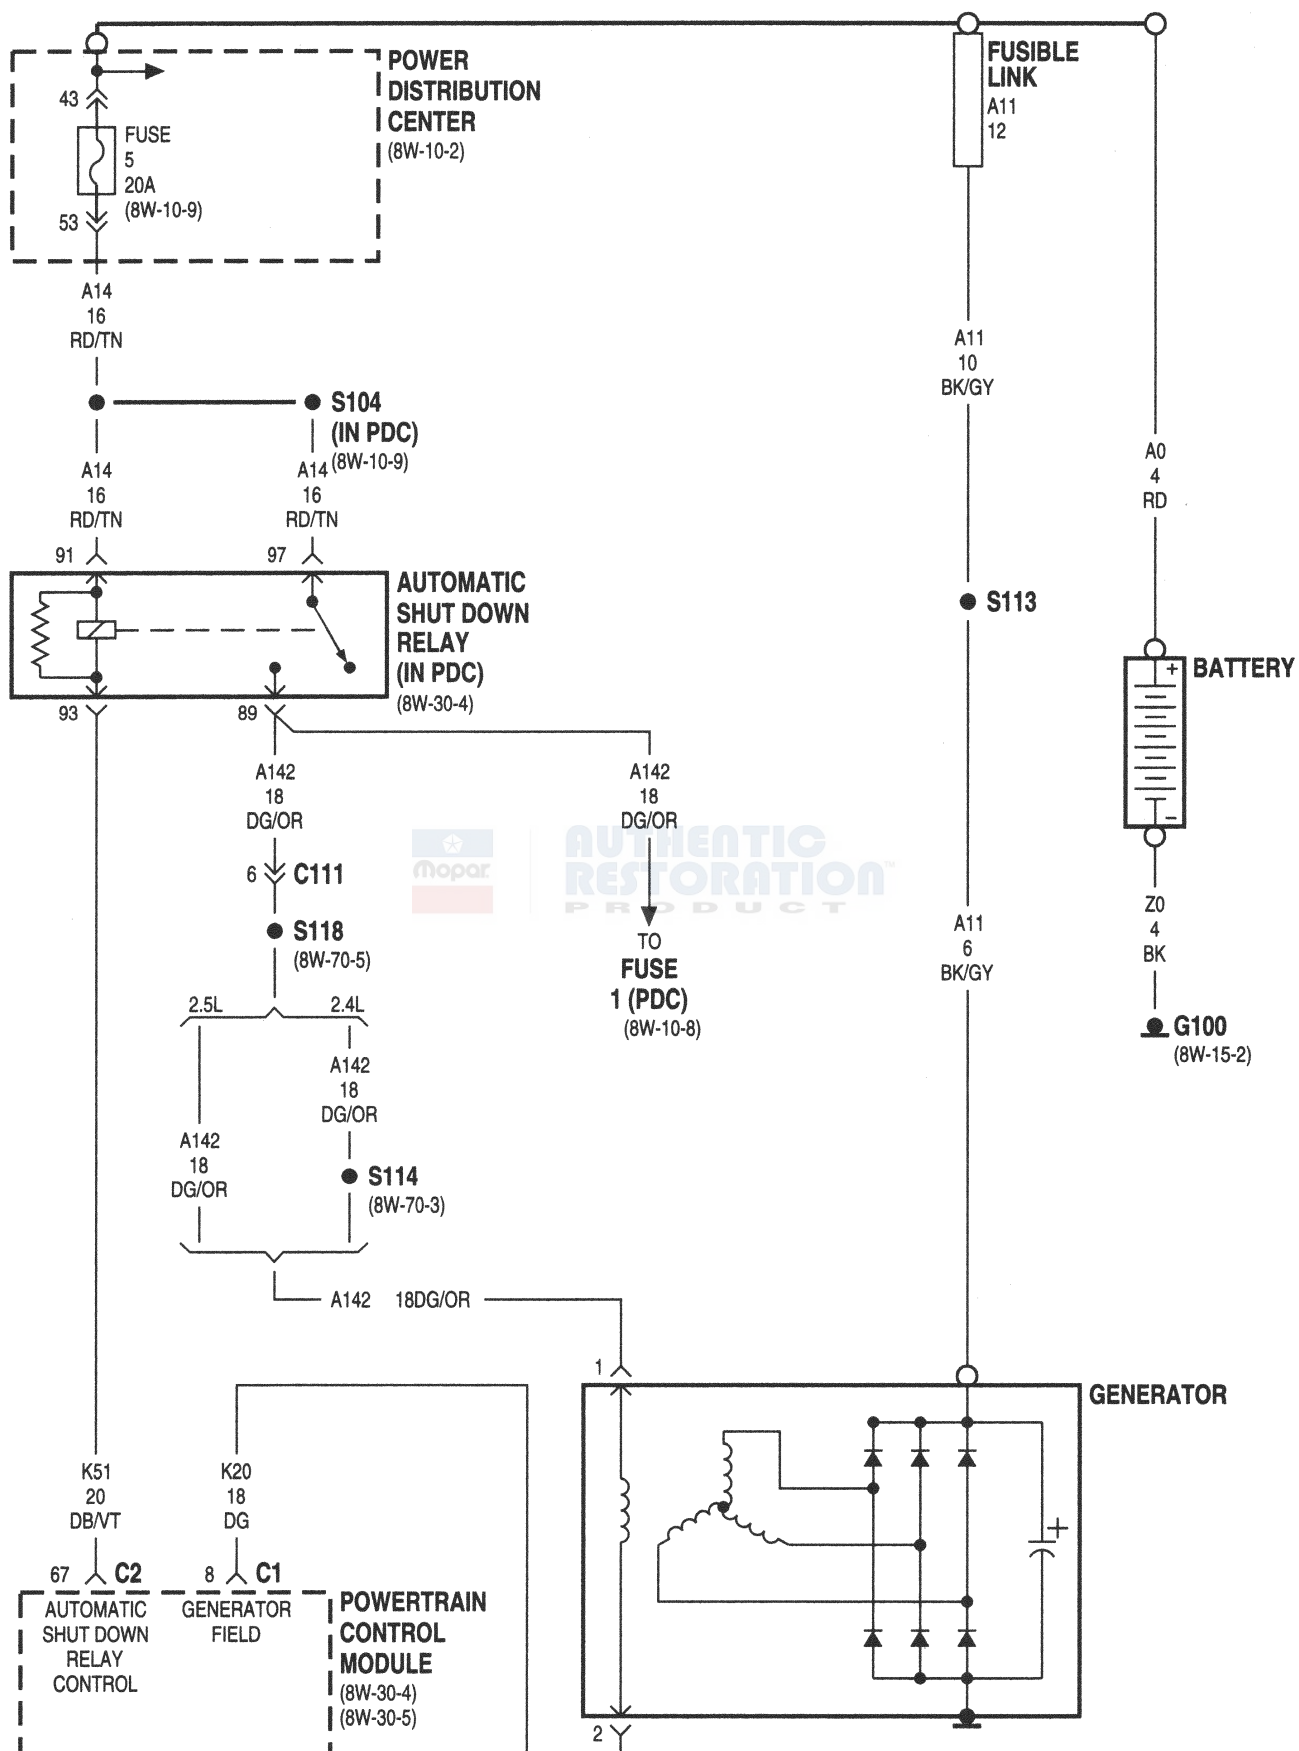 FUSIBLE
LINK
A11
12
POWER
DISTRIBUTION
CENTER
(8W-10-2)
43
FUSE
5
20A
(8W-10-9)
53
A14
16
RD/TN
A11
10
BK/GY
S104
(IN PDC)
(8W-10-9)
A14
16
RD/TN
A14
16
RD/TN
A0
4
RD
91
97
AUTOMATIC
SHUT DOWN
RELAY
(IN PDC)
(8W-30-4)
S113
+
BATTERY
-
93
89
A142
18
DG/OR
A142
18
DG/OR
Mopar
AUTHENTIC
RESTORATION™
PRODUCT
6
C111
S118
(8W-70-5)
TO
FUSE
1 (PDC)
(8W-10-8)
A11
6
BK/GY
Z0
4
BK
G100
(8W-15-2)
2.5L
2.4L
A142
18
DG/OR
A142
18
DG/OR
S114
(8W-70-3)
A142 18DG/OR
1
GENERATOR
+
K51
20
DB/VT
K20
18
DG
67
C2
8
C1
AUTOMATIC
SHUT DOWN
RELAY
CONTROL
GENERATOR
FIELD
POWERTRAIN
CONTROL
MODULE
(8W-30-4)
(8W-30-5)
2